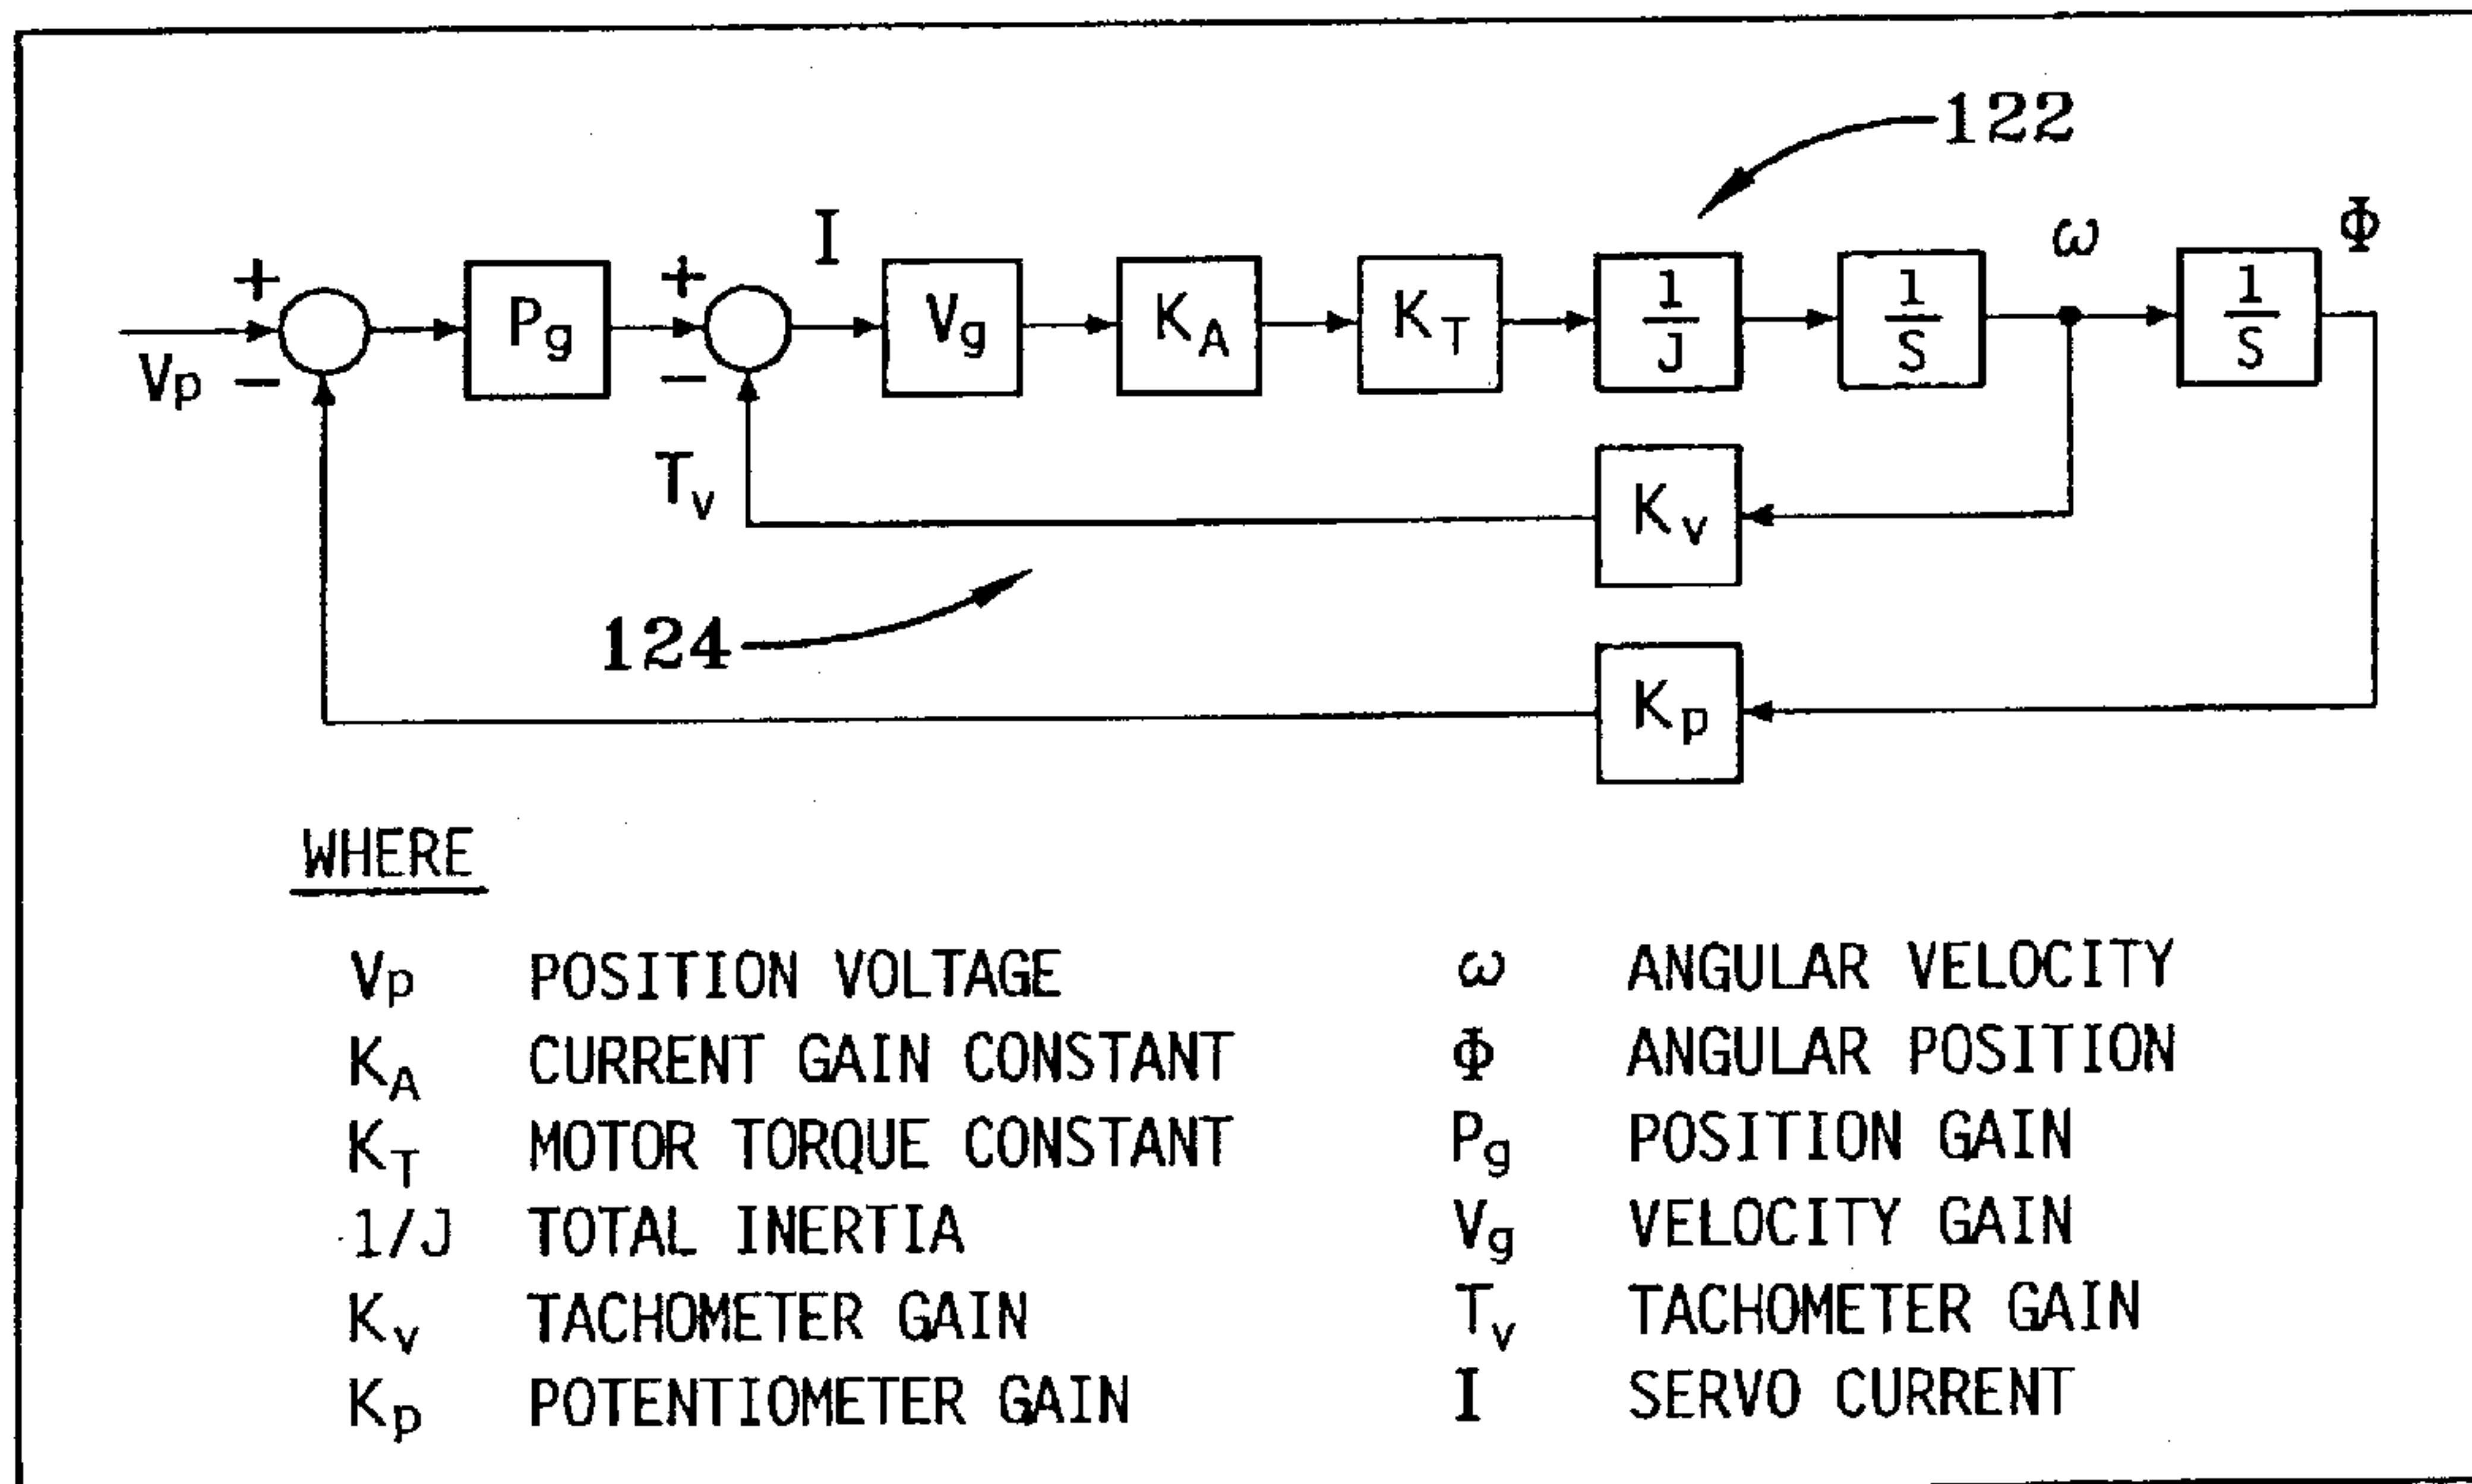 122
I
ω
Φ
+
+
Vp
−
Pg
−
Vg
KA
KT
1/J
1/S
1/S
Tv
Kv
124
Kp
WHERE
Vp POSITION VOLTAGE
KA CURRENT GAIN CONSTANT
KT MOTOR TORQUE CONSTANT
1/J TOTAL INERTIA
Kv TACHOMETER GAIN
Kp POTENTIOMETER GAIN
ω ANGULAR VELOCITY
Φ ANGULAR POSITION
Pg POSITION GAIN
Vg VELOCITY GAIN
Tv TACHOMETER GAIN
I SERVO CURRENT